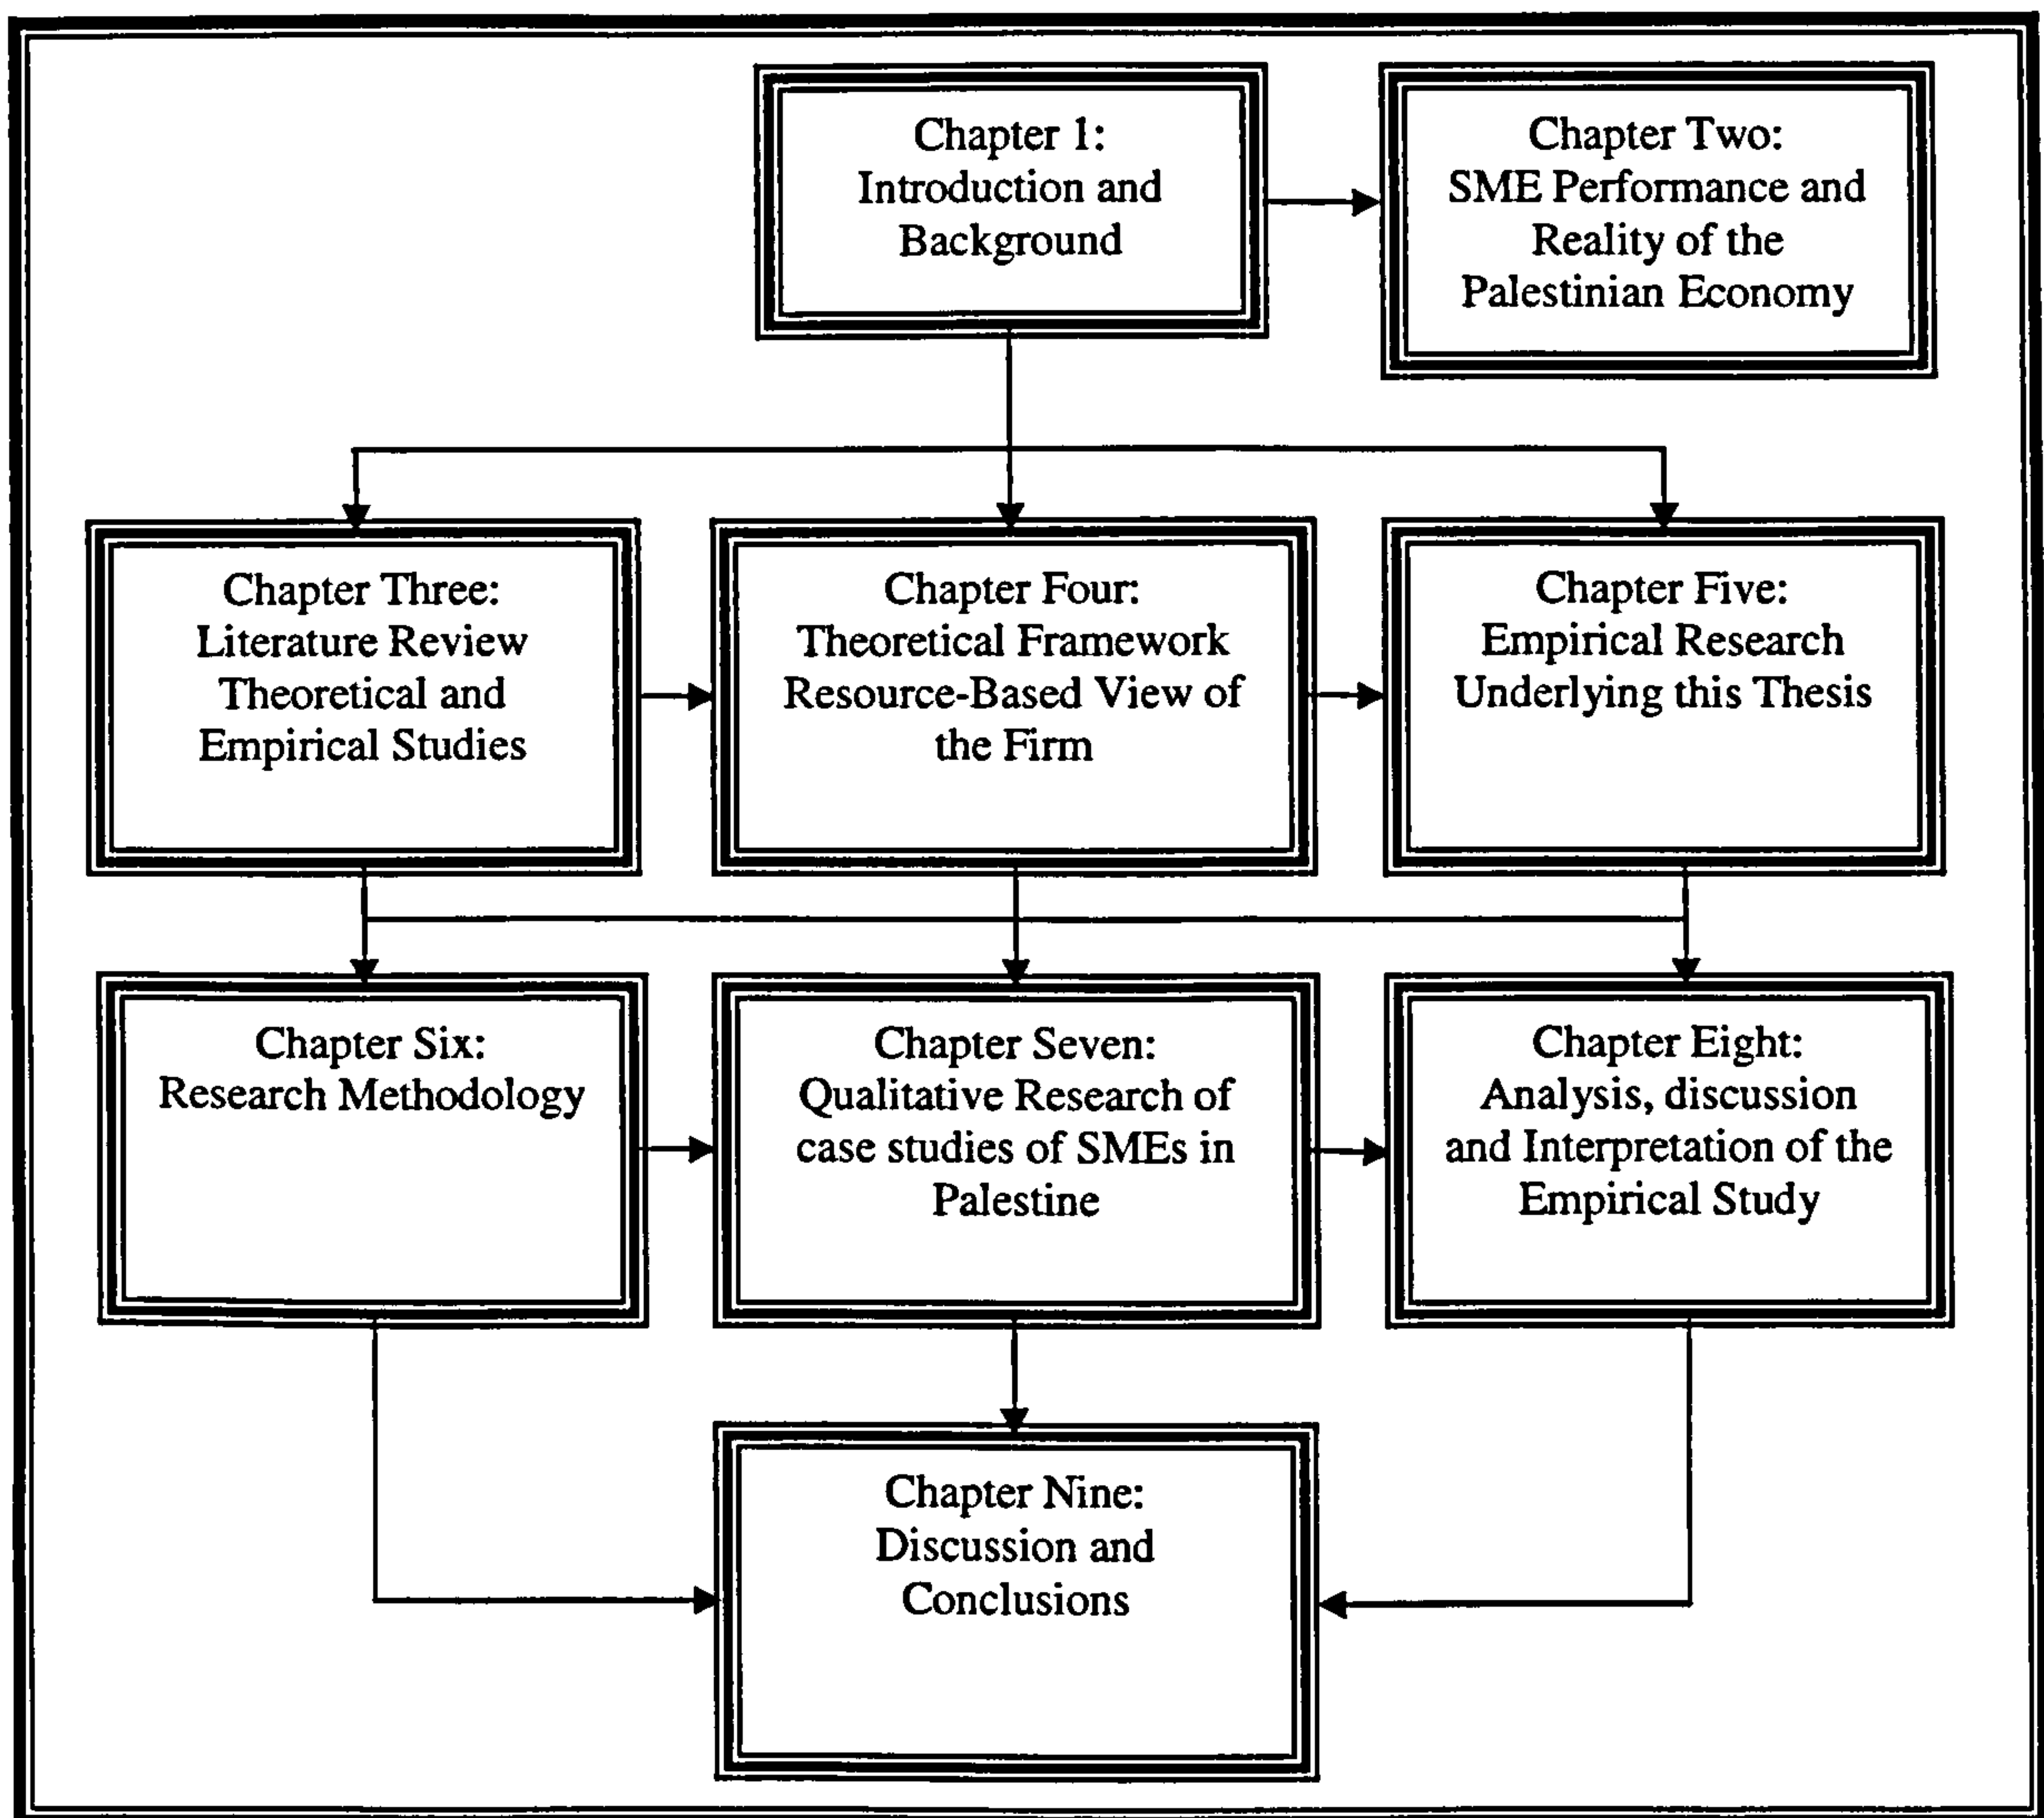 Chapter 1:
Introduction and
Background
Chapter Two:
SME Performance and
Reality of the
Palestinian Economy
Chapter Three:
Literature Review
Theoretical and
Empirical Studies
Chapter Four:
Theoretical Framework
Resource-Based View of
the Firm
Chapter Five:
Empirical Research
Underlying this Thesis
Chapter Six:
Research Methodology
Chapter Seven:
Qualitative Research of
case studies of SMEs in
Palestine
Chapter Eight:
Analysis, discussion
and Interpretation of the
Empirical Study
Chapter Nine:
Discussion and
Conclusions